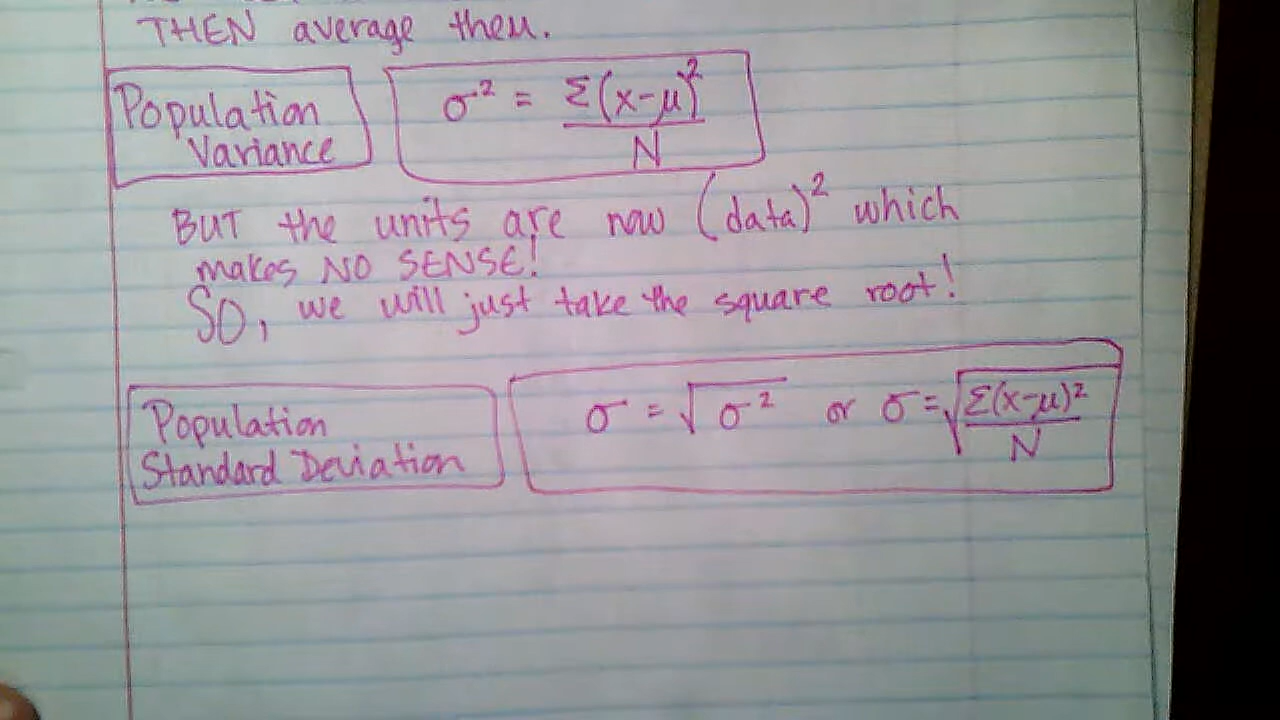 THEN average them.
Population
Variance
σ² = Σ(x-μ)²
N
BUT the units are now (data)² which
makes NO SENSE!
SO, we will just take the square root!
Population
Standard Deviation
σ = √σ² or σ = √Σ(x-μ)²
N